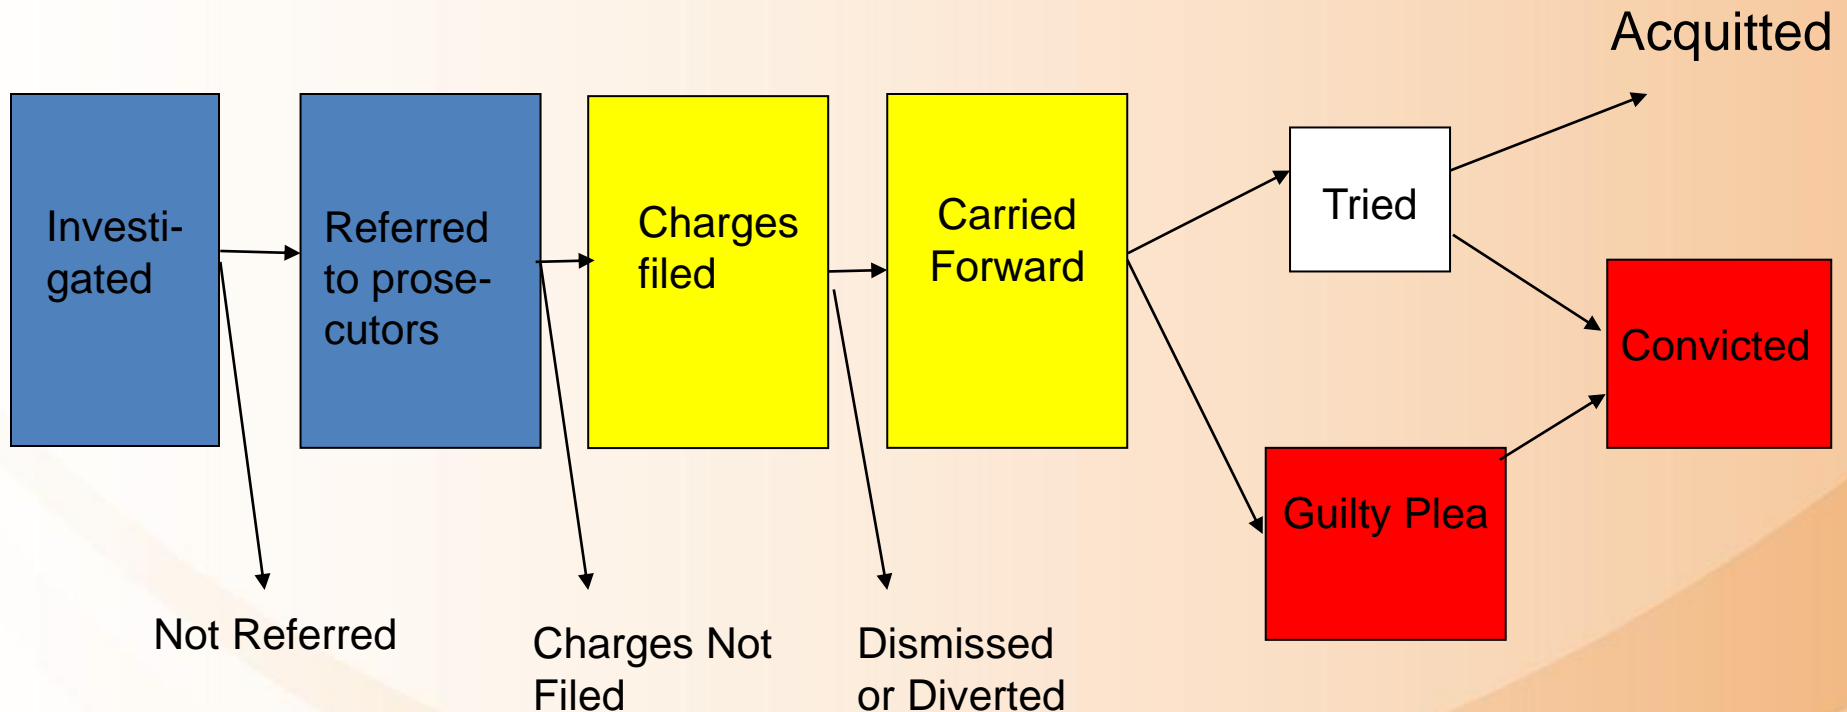 Acquitted
Investi-
gated
Referred
to prose-
cutors
Charges
filed
Carried
Forward
Tried
Convicted
Guilty Plea
Not Referred
Charges Not
Filed
Dismissed
or Diverted